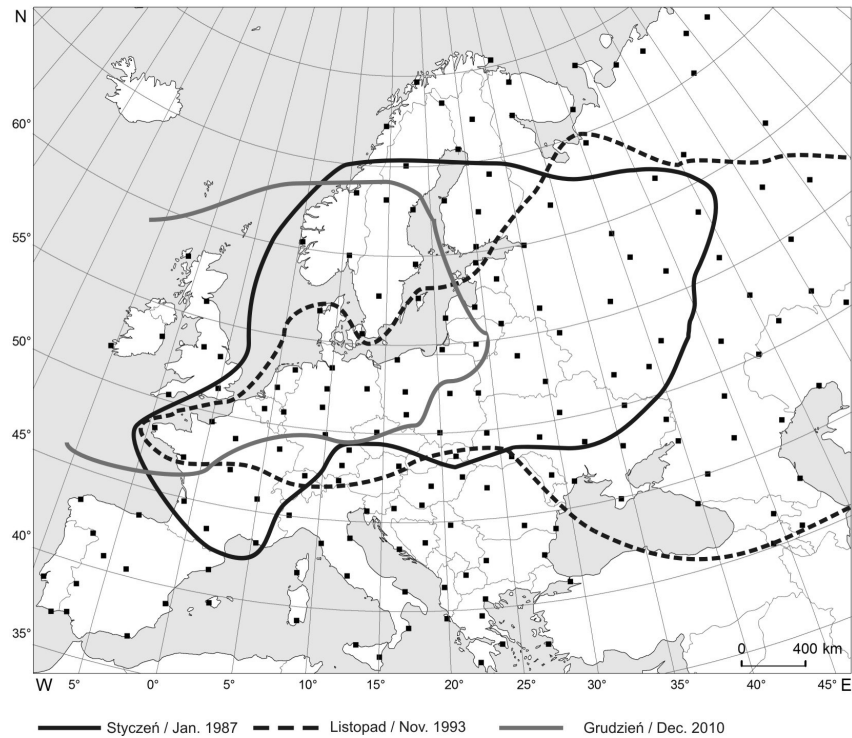 N
60°
55°
50°
45°
40°
35°
0 400 km
W 5° 0° 5° 10° 15° 20° 25° 30° 35° 40° 45° E
Styczeń / Jan. 1987 Listopad / Nov. 1993 Grudzień / Dec. 2010